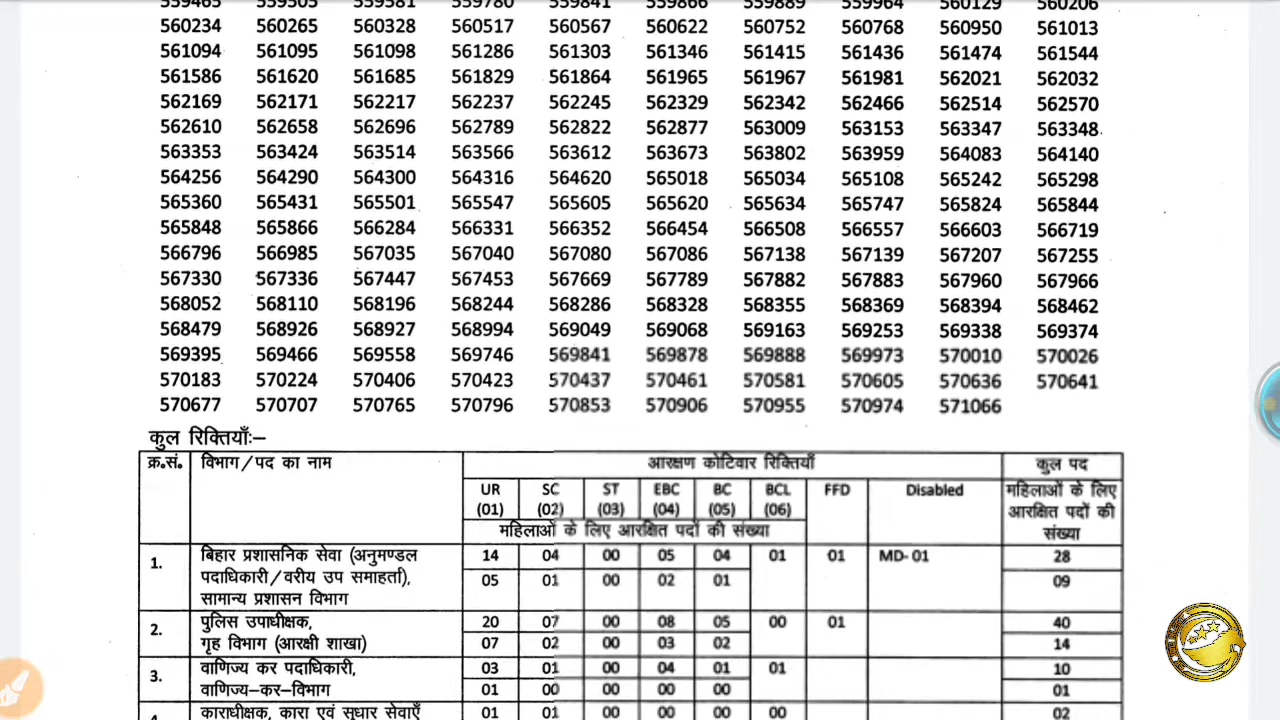 559465 559503 559581 559780 559841 559866 559889 559964 560129 560206
560234 560265 560328 560517 560567 560622 560752 560768 560950 561013
561094 561095 561098 561286 561303 561346 561415 561436 561474 561544
561586 561620 561685 561829 561864 561965 561967 561981 562021 562032
562169 562171 562217 562237 562245 562329 562342 562466 562514 562570
562610 562658 562696 562789 562822 562877 563009 563153 563347 563348
563353 563424 563514 563566 563612 563673 563802 563959 564083 564140
564256 564290 564300 564316 564620 565018 565034 565108 565242 565298
565360 565431 565501 565547 565605 565620 565634 565747 565824 565844
565848 565866 566284 566331 566352 566454 566508 566557 566603 566719
566796 566985 567035 567040 567080 567086 567138 567139 567207 567255
567330 567336 567447 567453 567669 567789 567882 567883 567960 567966
568052 568110 568196 568244 568286 568328 568355 568369 568394 568462
568479 568926 568927 568994 569049 569068 569163 569253 569338 569374
569395 569466 569558 569746 569841 569878 569888 569973 570010 570026
570183 570224 570406 570423 570437 570461 570581 570605 570636 570641
570677 570707 570765 570796 570853 570906 570955 570974 571066
कुल रिक्तियाँः–
क्र.सं. विभाग/पद का नाम आरक्षण कोटिवार रिक्तियाँ कुल पद
UR SC ST EBC BC BCL FFD Disabled महिलाओं के लिए
(01) (02) (03) (04) (05) (06) आरक्षित पदों की
महिलाओं के लिए आरक्षित पदों की संख्या संख्या
1. बिहार प्रशासनिक सेवा (अनुमण्डल 14 04 00 05 04 01 01 MD- 01 28
पदाधिकारी/वरीय उप समाहर्ता), 05 01 00 02 01 09
सामान्य प्रशासन विभाग
2. पुलिस उपाधीक्षक, 20 07 00 08 05 00 01 40
गृह विभाग (आरक्षी शाखा) 07 02 00 03 02 14
3. वाणिज्य कर पदाधिकारी, 03 01 00 04 01 01 10
वाणिज्य–कर–विभाग 01 00 00 00 00 01
4. काराधीक्षक, कारा एवं सुधार सेवाएँ 01 01 00 00 00 00 02